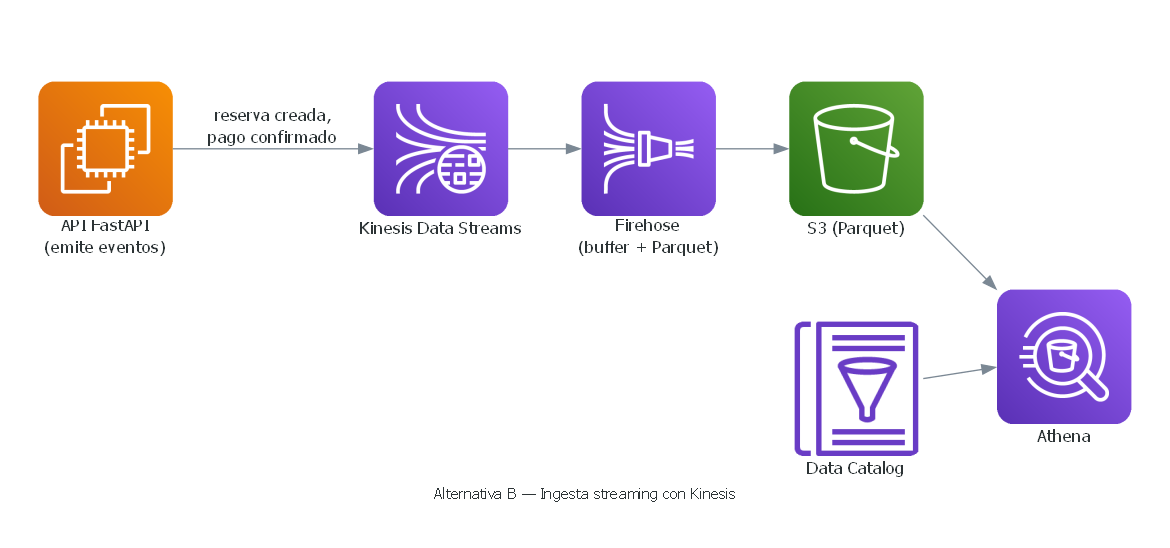 reserva creada,
pago confirmado
API FastAPI
(emite eventos)
Kinesis Data Streams
Firehose
(buffer + Parquet)
S3 (Parquet)
Athena
Data Catalog
Alternativa B — Ingesta streaming con Kinesis